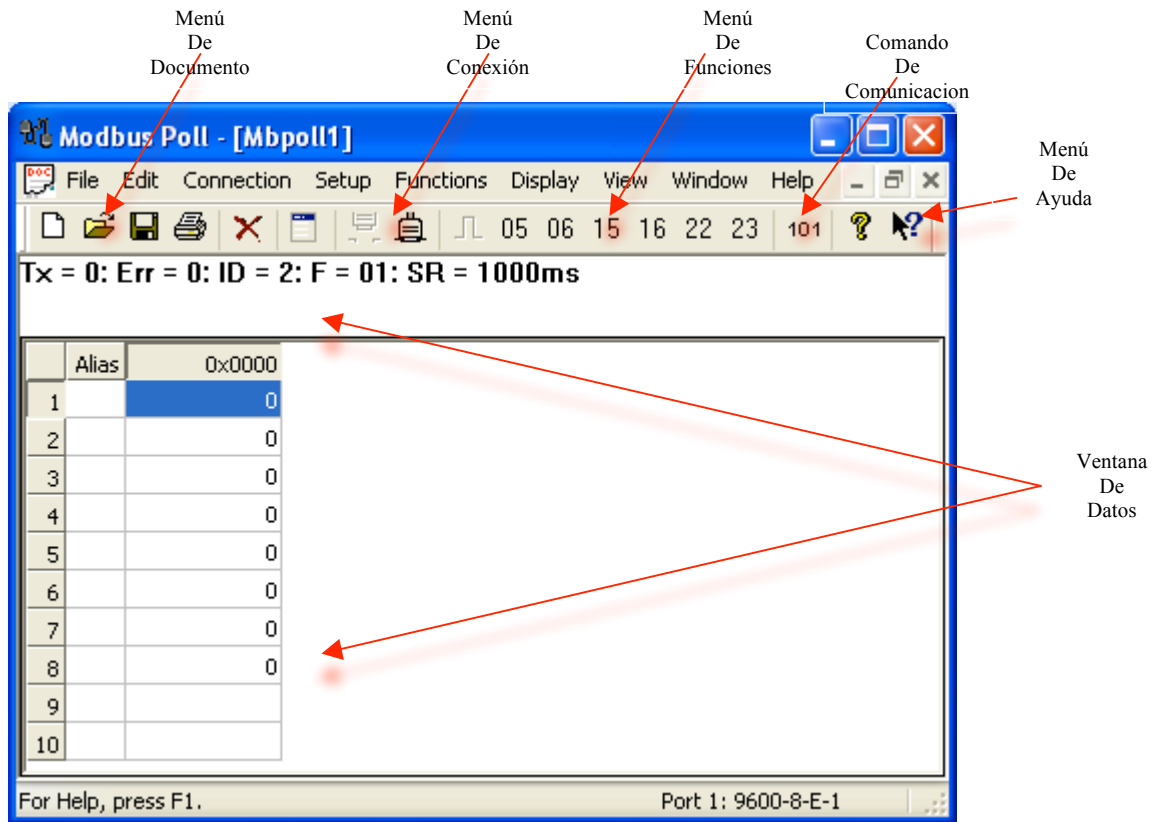 Menú
De
Documento
Menú
De
Conexión
Menú
De
Funciones
Comando
De
Comunicacion
Modbus Poll - [Mbpoll1]
Menú
De
Ayuda
DOC File Edit Connection Setup Functions Display View Window Help
05 06 15 16 22 23 101
Tx = 0: Err = 0: ID = 2: F = 01: SR = 1000ms
Alias 0x0000
1 0
2 0
3 0
4 0
5 0
6 0
7 0
8 0
9
10
Ventana
De
Datos
For Help, press F1. Port 1: 9600-8-E-1